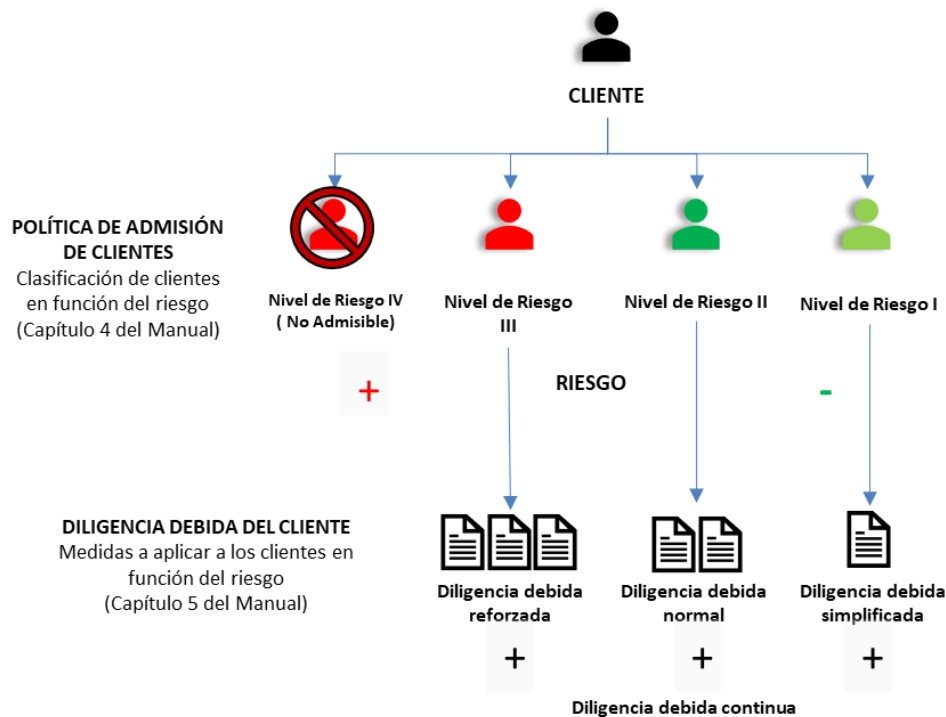 CLIENTE
POLÍTICA DE ADMISIÓN
DE CLIENTES
Clasificación de clientes
en función del riesgo
(Capítulo 4 del Manual)
Nivel de Riesgo IV
( No Admisible)
Nivel de Riesgo
III
Nivel de Riesgo II
Nivel de Riesgo I
+
RIESGO
-
DILIGENCIA DEBIDA DEL CLIENTE
Medidas a aplicar a los clientes en
función del riesgo
(Capítulo 5 del Manual)
Diligencia debida
reforzada
Diligencia debida
normal
Diligencia debida
simplificada
+
+
+
Diligencia debida continua